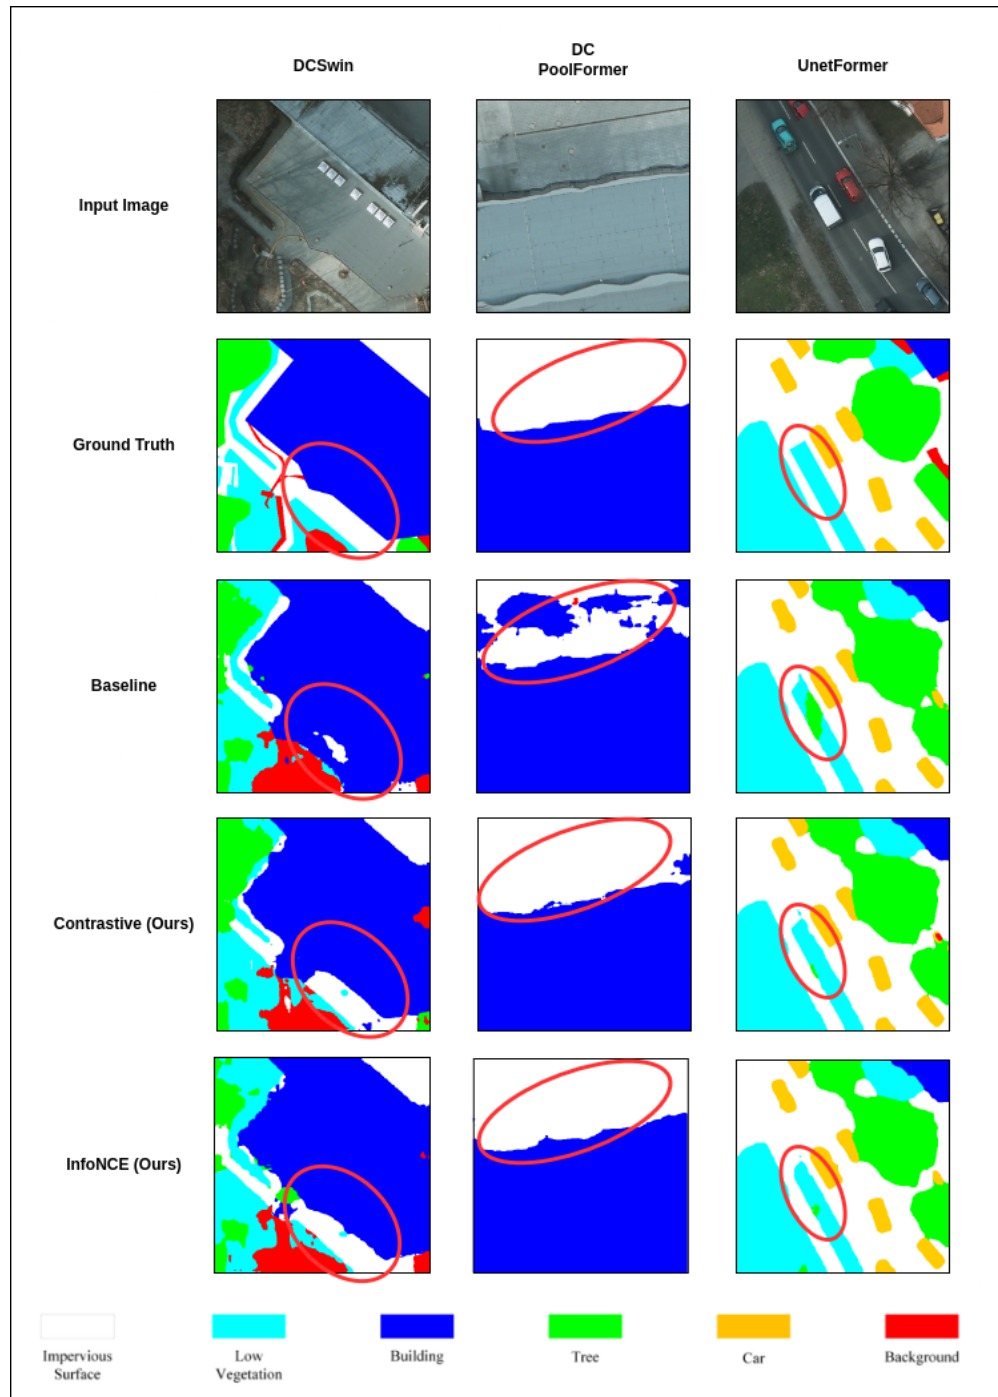 DCSwin
DC
PoolFormer
UnetFormer
Input Image
Ground Truth
Baseline
Contrastive (Ours)
InfoNCE (Ours)
Impervious
Surface
Low
Vegetation
Building
Tree
Car
Background